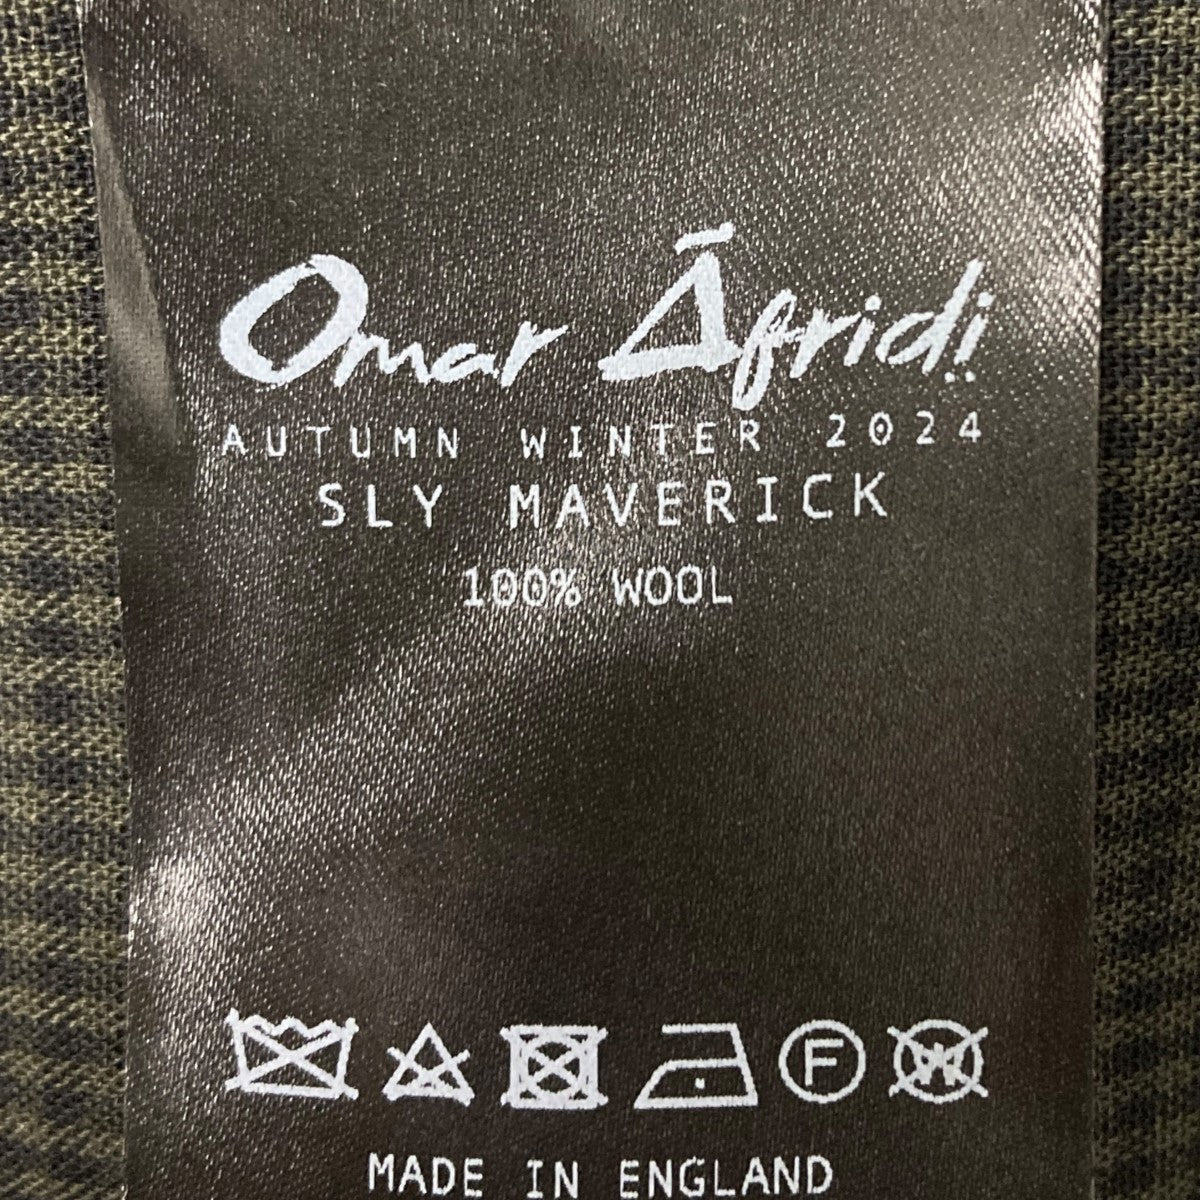 Omar Āfridi
AUTUMN WINTER 2024
SLY MAVERICK
100% WOOL
F W
MADE IN ENGLAND